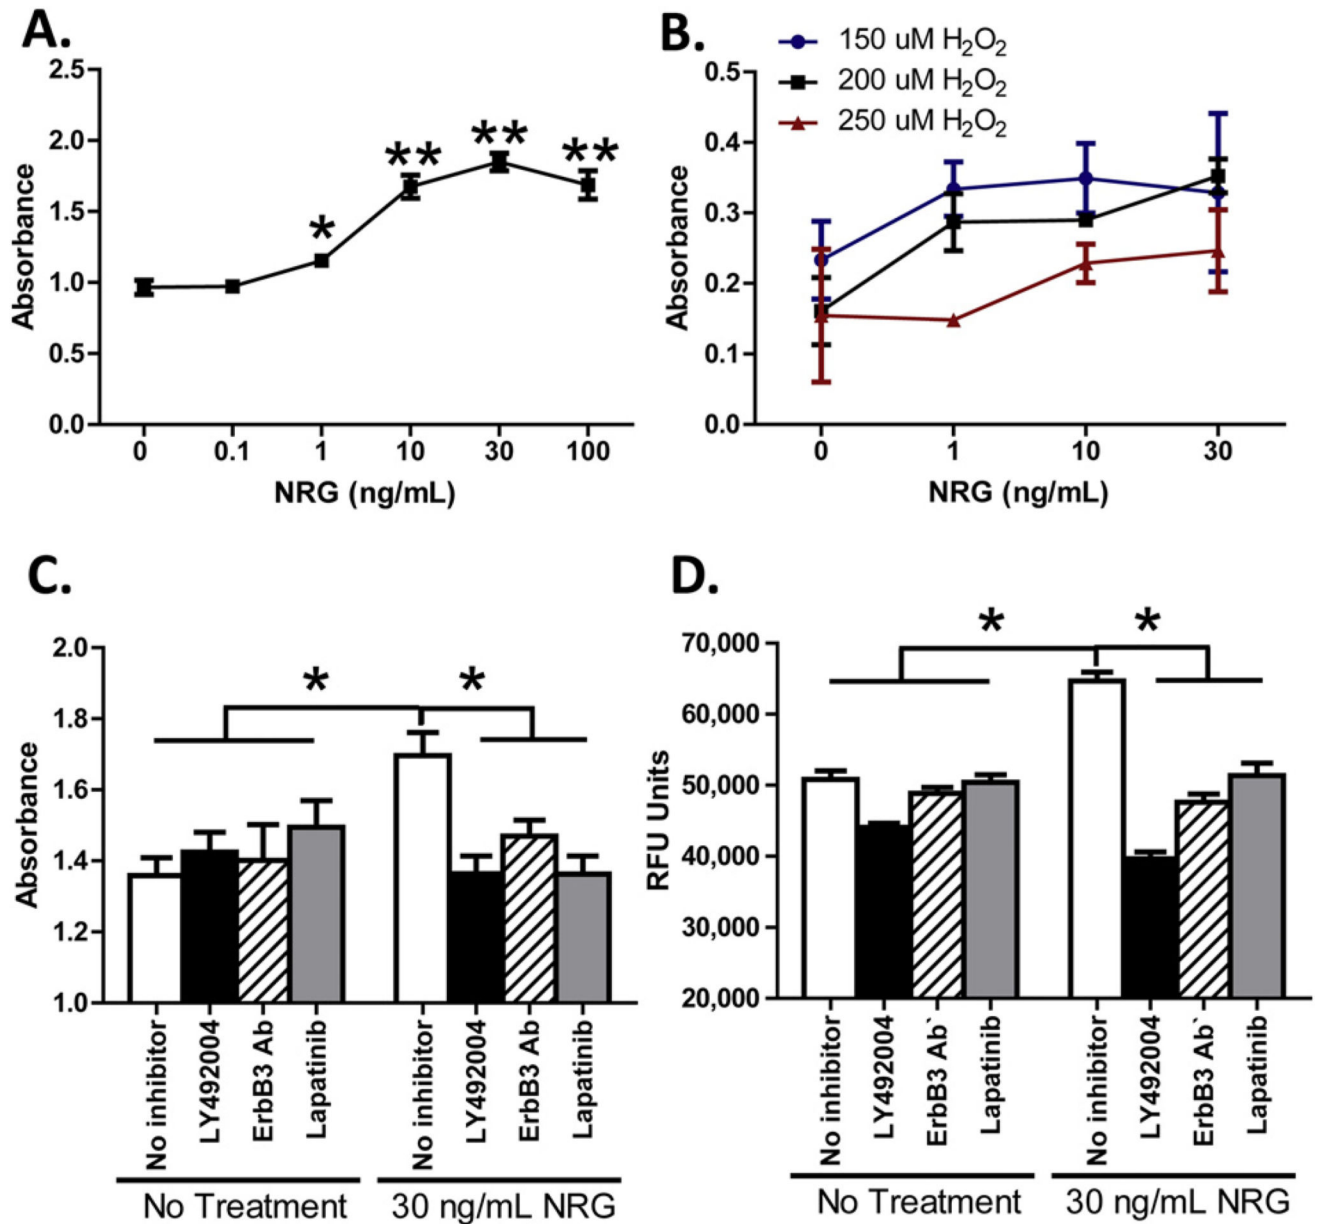 A.
2.5
2.0
1.5
1.0
0.5
0.0
Absorbance
*
**
**
**
0 0.1 1 10 30 100
NRG (ng/mL)
B.
150 uM H₂O₂
200 uM H₂O₂
250 uM H₂O₂
0.5
0.4
0.3
0.2
0.1
0.0
Absorbance
0 1 10 30
NRG (ng/mL)
C.
2.0
1.8
1.6
1.4
1.2
1.0
Absorbance
* *
No inhibitor
LY492004
ErbB3 Ab
Lapatinib
No inhibitor
LY492004
ErbB3 Ab
Lapatinib
No Treatment 30 ng/mL NRG
D.
70,000
60,000
50,000
40,000
30,000
20,000
RFU Units
* *
No inhibitor
LY492004
ErbB3 Ab`
Lapatinib
No inhibitor
LY492004
ErbB3 Ab`
Lapatinib
No Treatment 30 ng/mL NRG